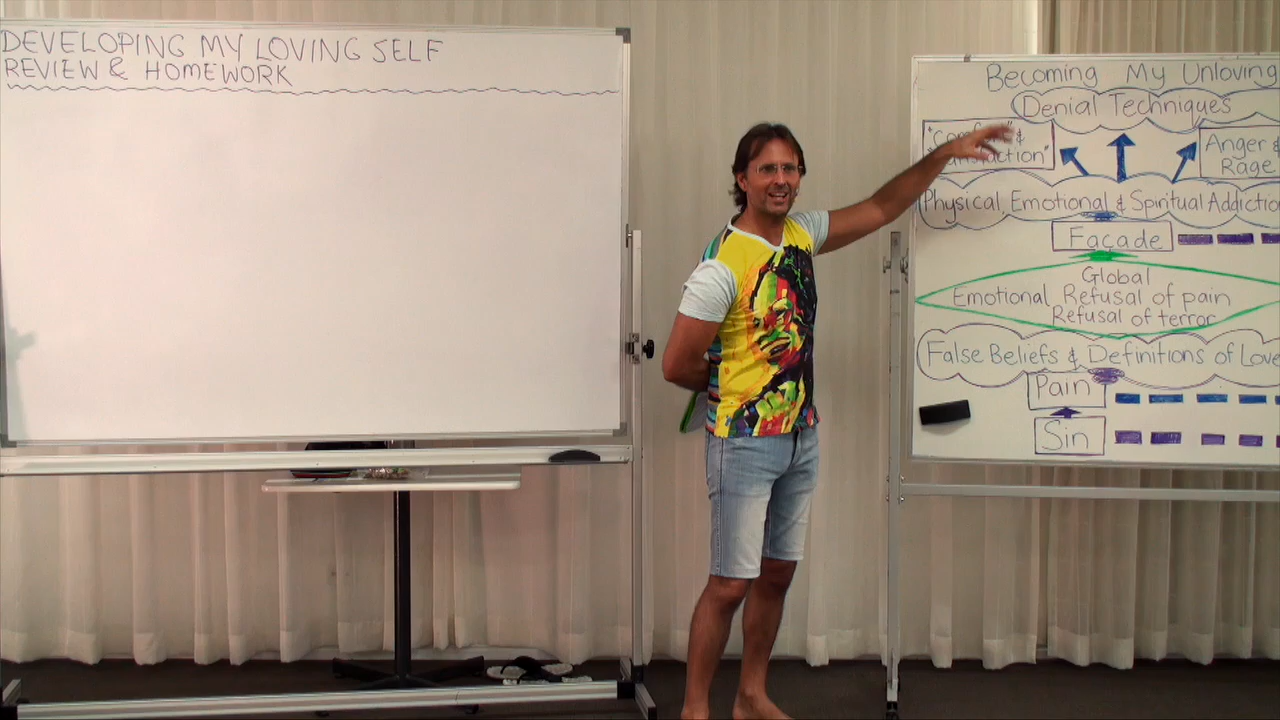 DEVELOPING MY LOVING SELF
REVIEW & HOMEWORK
Becoming My Unloving
Denial Techniques
&
Anger &
Rage
Physical, Emotional & Spiritual
Façade
Global
Emotional Refusal of pain
Refusal of terror
False Beliefs & Definitions of Love
Pain
Sin